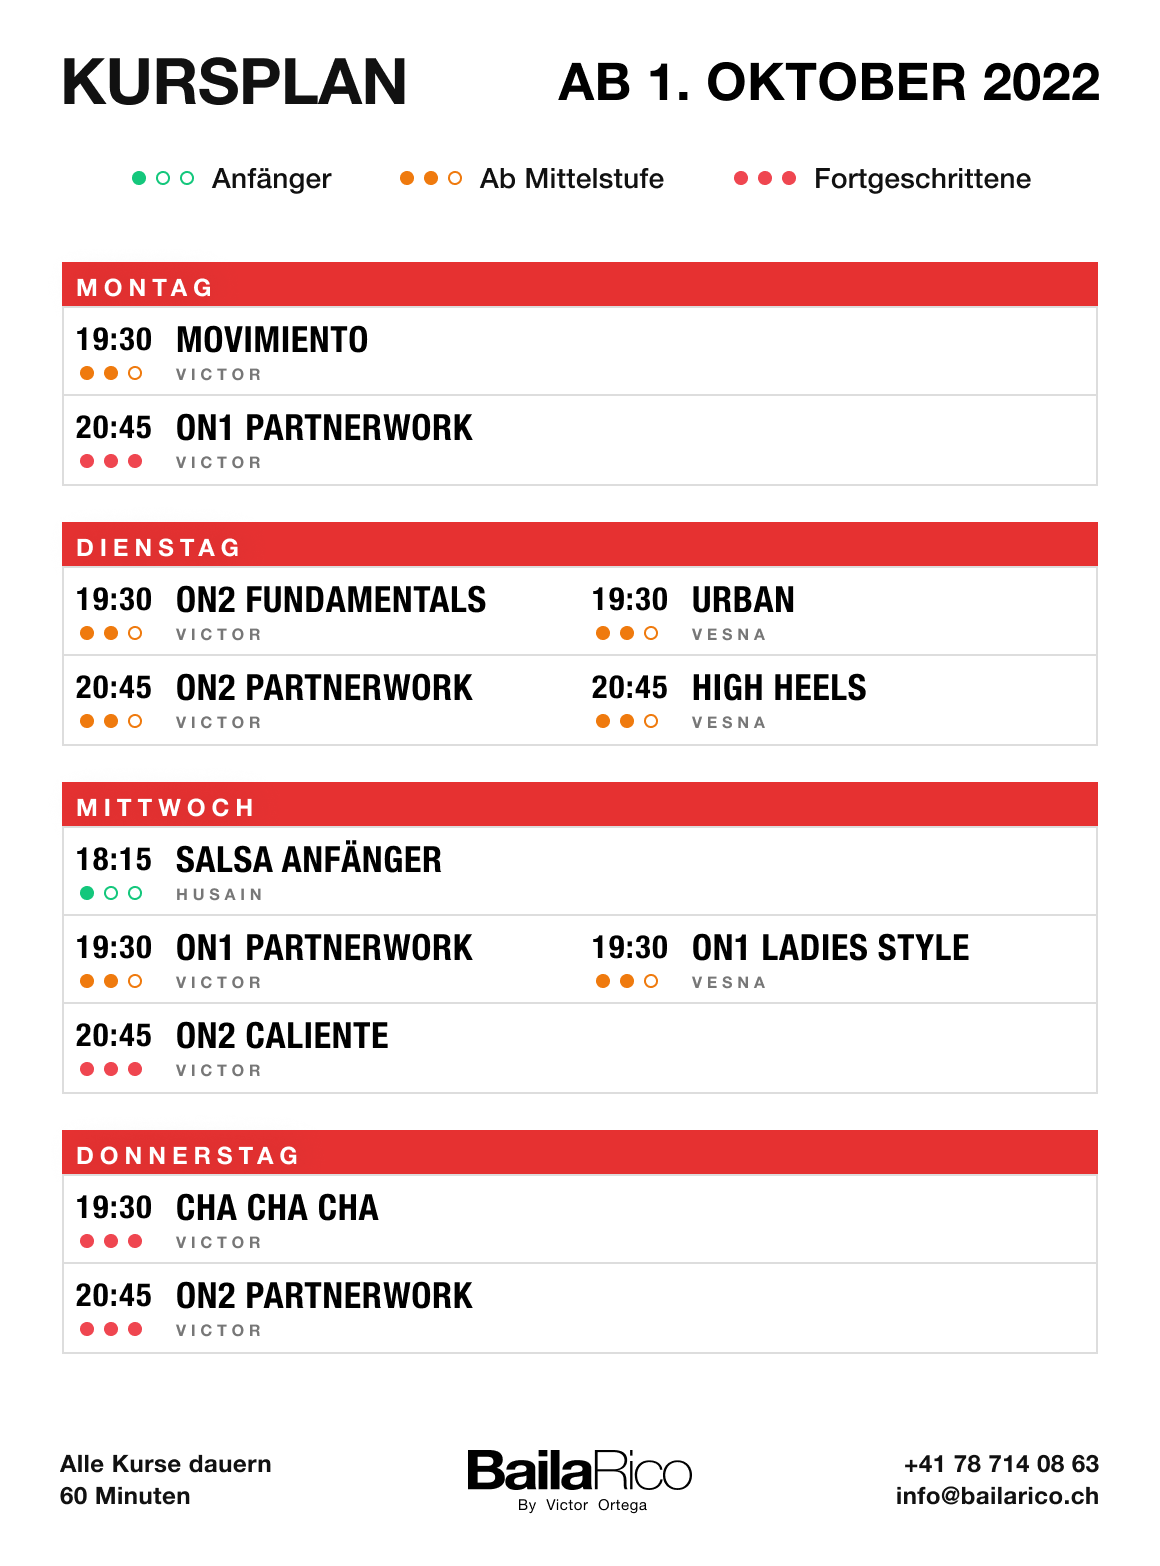 KURSPLAN
AB 1. OKTOBER 2022
Anfänger
Ab Mittelstufe
Fortgeschrittene
MONTAG
19:30 MOVIMIENTO
VICTOR
20:45 ON1 PARTNERWORK
VICTOR
DIENSTAG
19:30 ON2 FUNDAMENTALS
VICTOR
19:30 URBAN
VESNA
20:45 ON2 PARTNERWORK
VICTOR
20:45 HIGH HEELS
VESNA
MITTWOCH
18:15 SALSA ANFÄNGER
HUSAIN
19:30 ON1 PARTNERWORK
VICTOR
19:30 ON1 LADIES STYLE
VESNA
20:45 ON2 CALIENTE
VICTOR
DONNERSTAG
19:30 CHA CHA CHA
VICTOR
20:45 ON2 PARTNERWORK
VICTOR
Alle Kurse dauern
60 Minuten
BailaRico
By Victor Ortega
+41 78 714 08 63
info@bailarico.ch